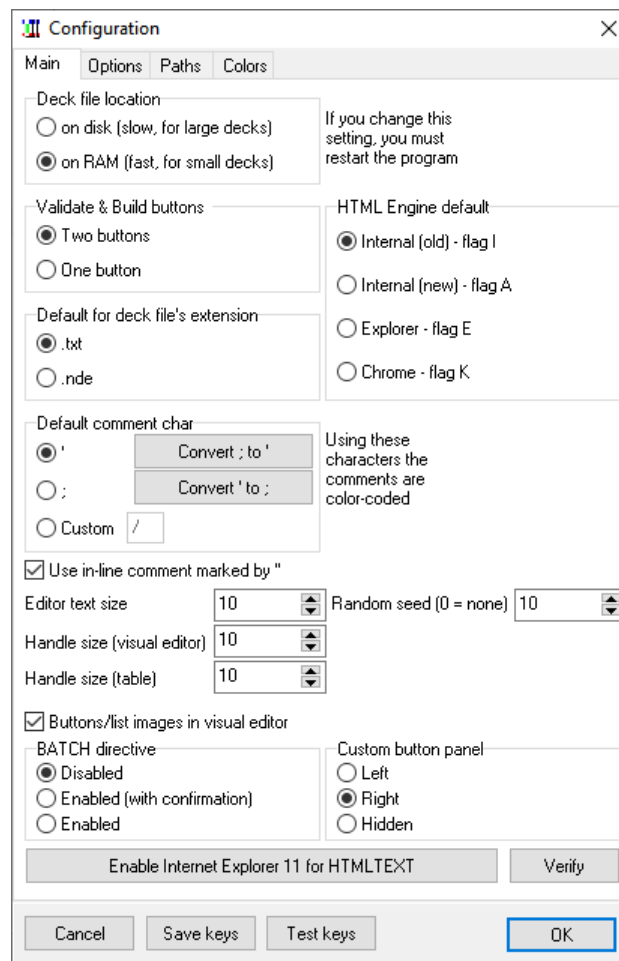 Configuration
Main Options Paths Colors
Deck file location
on disk (slow, for large decks)
on RAM (fast, for small decks)
If you change this
setting, you must
restart the program
Validate & Build buttons
Two buttons
One button
HTML Engine default
Internal (old) - flag I
Internal (new) - flag A
Explorer - flag E
Chrome - flag K
Default for deck file's extension
.txt
.nde
Default comment char
' Convert ; to '
; Convert ' to ;
Custom /
Using these
characters the
comments are
color-coded
Use in-line comment marked by ''
Editor text size 10 Random seed (0 = none) 10
Handle size (visual editor) 10
Handle size (table) 10
Buttons/list images in visual editor
BATCH directive
Disabled
Enabled (with confirmation)
Enabled
Custom button panel
Left
Right
Hidden
Enable Internet Explorer 11 for HTMLTEXT Verify
Cancel Save keys Test keys OK